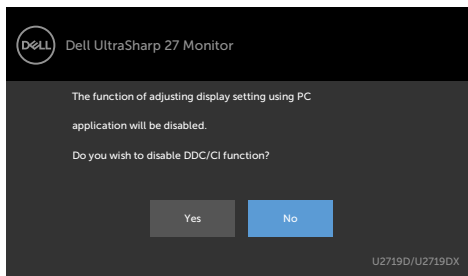 DELL
Dell UltraSharp 27 Monitor
The function of adjusting display setting using PC
application will be disabled.
Do you wish to disable DDC/CI function?
Yes
No
U2719D/U2719DX